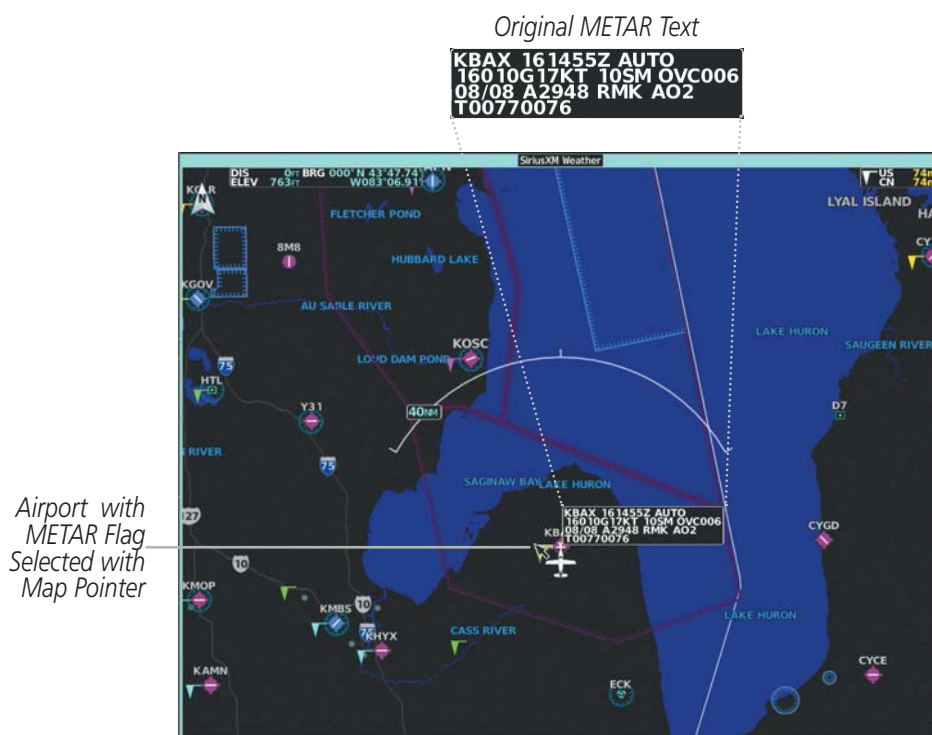 Original METAR Text
KBAX 161455Z AUTO
16010G17KT 10SM OVC006
08/08 A2948 RMK AO2
T00770076
SiriusXM Weather
DIS 0FT BRG 000° N 43°47.74'
ELEV 763FT W083°06.91'
US
CN
LYAL ISLAND
N
FLETCHER POND
8M8
HUBBARD LAKE
KGOV
AU SABLE RIVER
LAKE HURON
SAUGEEN RIVER
KOSC
LOUD DAM POND
75
HTL
40NM
Y31
D7
75
SAGINAW BAY
LAKE HURON
KBAX 161455Z AUTO
16010G17KT 10SM OVC006
08/08 A2948 RMK AO2
T00770076
Airport with
METAR Flag
Selected with
Map Pointer
127
CYGD
10
KMOP
10
KMBS
75
KHYX
CASS RIVER
LAKE HURON
KAMN
ECK
CYCE